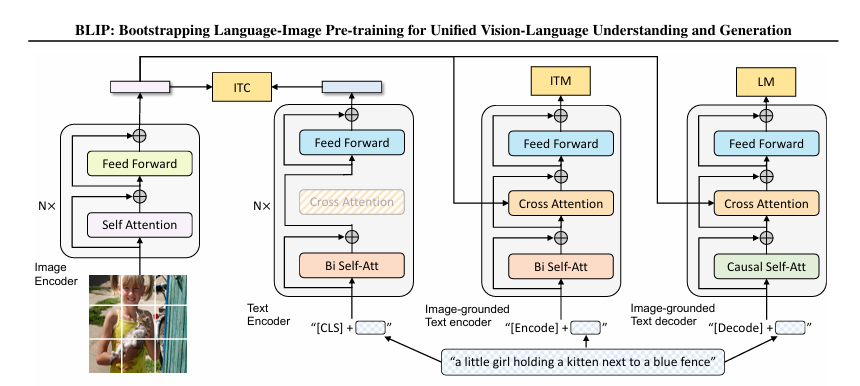 BLIP: Bootstrapping Language-Image Pre-training for Unified Vision-Language Understanding and Generation
ITC
ITM
LM
Feed Forward
Feed Forward
Feed Forward
Feed Forward
N×
Self Attention
N×
Cross Attention
Cross Attention
Cross Attention
Bi Self-Att
Bi Self-Att
Causal Self-Att
Image
Encoder
Text
Encoder
"[CLS] + "
Image-grounded
Text encoder
"[Encode] + "
Image-grounded
Text decoder
"[Decode] + "
"a little girl holding a kitten next to a blue fence"